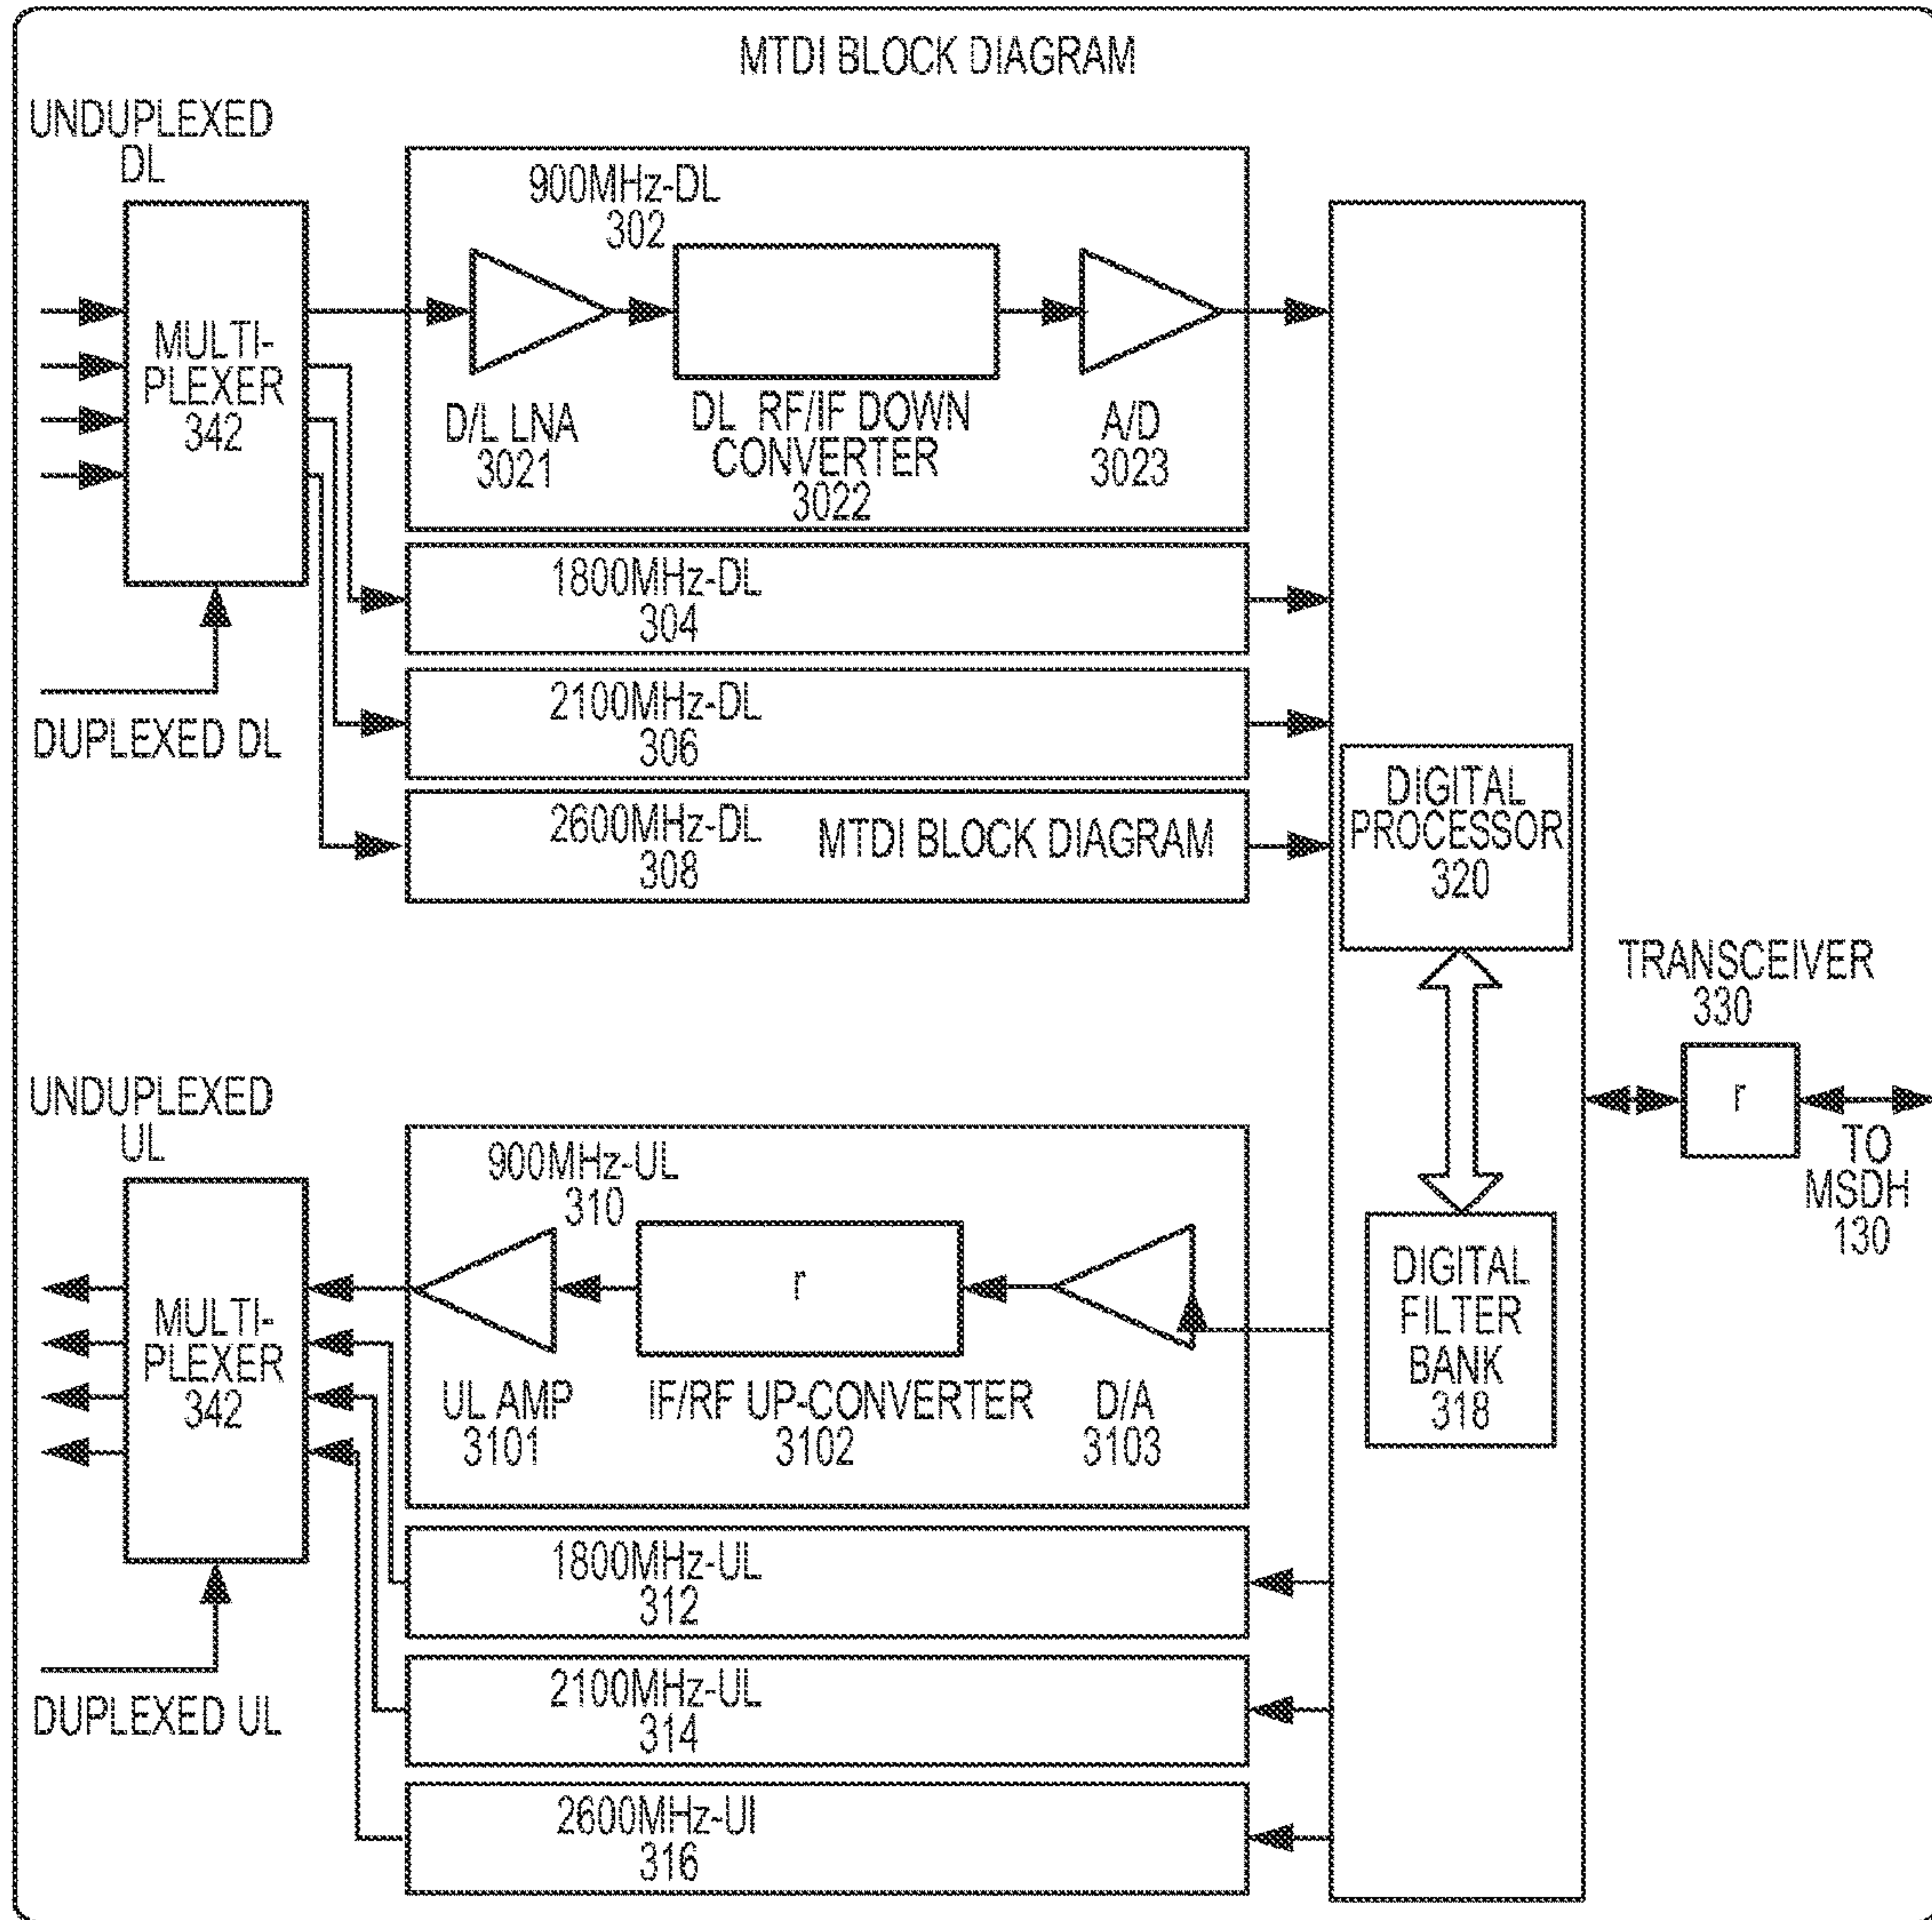 MTDI BLOCK DIAGRAM
UNDUPLEXED
DL
MULTI-
PLEXER
342
DUPLEXED DL
900MHz-DL
302
D/L LNA
3021
DL RF/IF DOWN
CONVERTER
3022
A/D
3023
1800MHz-DL
304
2100MHz-DL
306
2600MHz-DL
308
MTDI BLOCK DIAGRAM
DIGITAL
PROCESSOR
320
TRANSCEIVER
330
r
TO
MSDH
130
DIGITAL
FILTER
BANK
318
UNDUPLEXED
UL
MULTI-
PLEXER
342
DUPLEXED UL
900MHz-UL
310
r
UL AMP
3101
IF/RF UP-CONVERTER
3102
D/A
3103
1800MHz-UL
312
2100MHz-UL
314
2600MHz-UI
316